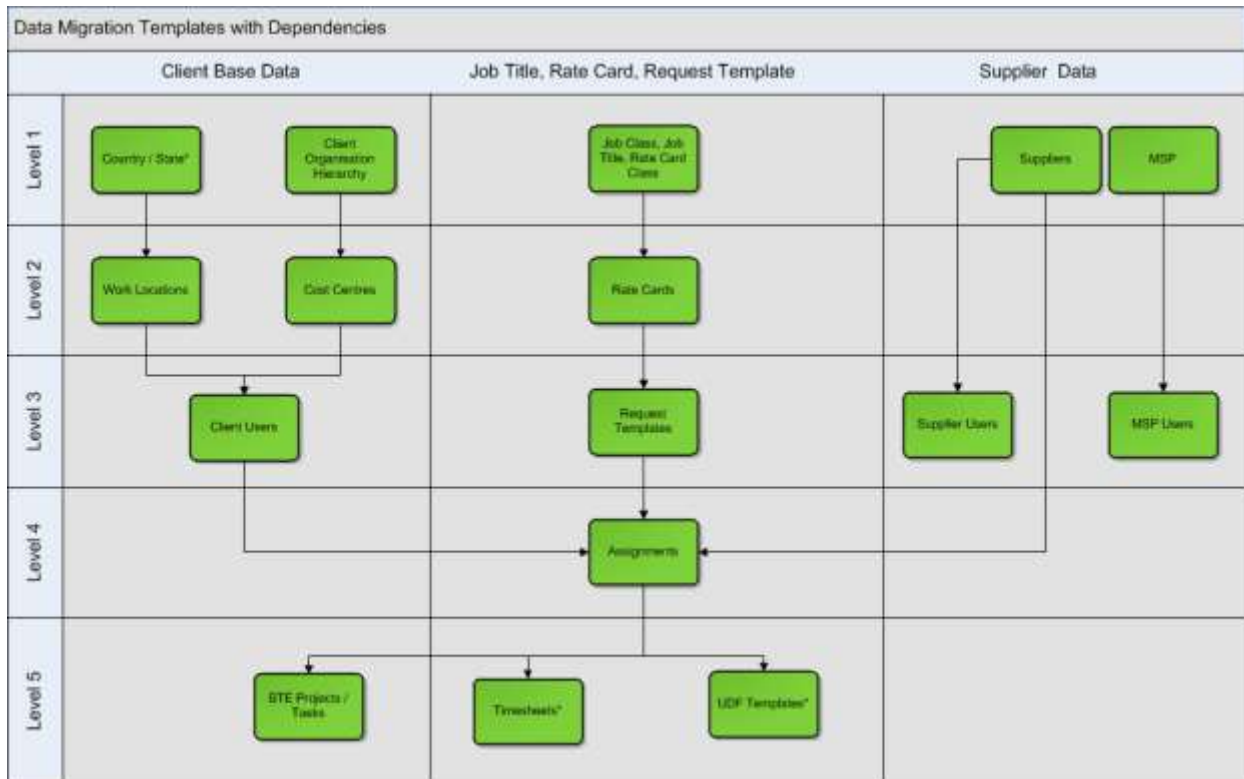 Data Migration Templates with Dependencies
Client Base Data
Job Title, Rate Card, Request Template
Supplier Data
Level 1
Country / State*
Client
Organisation
Hierarchy
Job Class, Job
Title, Rate Card
Class
Suppliers
MSP
Level 2
Work Locations
Cost Centres
Rate Cards
Level 3
Client Users
Request
Templates
Supplier Users
MSP Users
Level 4
Assignments
Level 5
BTE Projects /
Tasks
Timesheets*
UDF Templates*